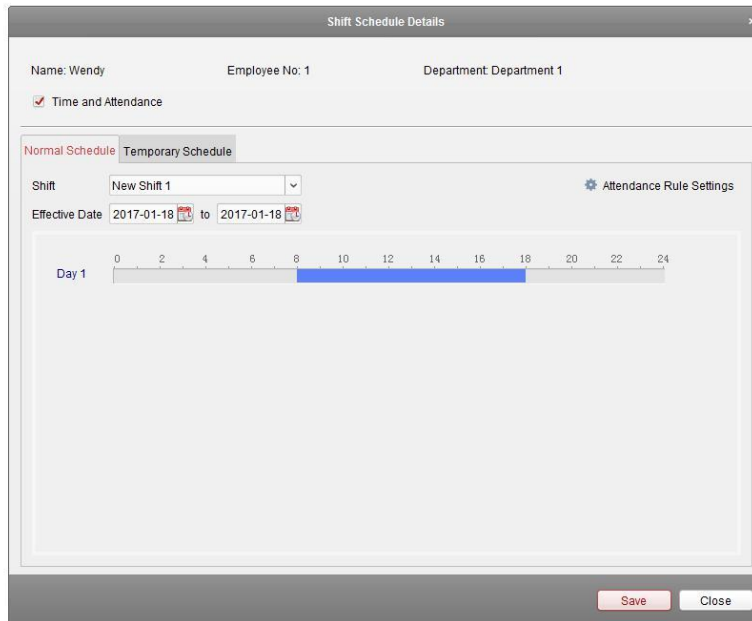 Shift Schedule Details
Name: Wendy Employee No: 1 Department: Department 1
Time and Attendance
Normal Schedule Temporary Schedule
Shift New Shift 1 Attendance Rule Settings
Effective Date 2017-01-18 to 2017-01-18
0 2 4 6 8 10 12 14 16 18 20 22 24
Day 1
Save Close